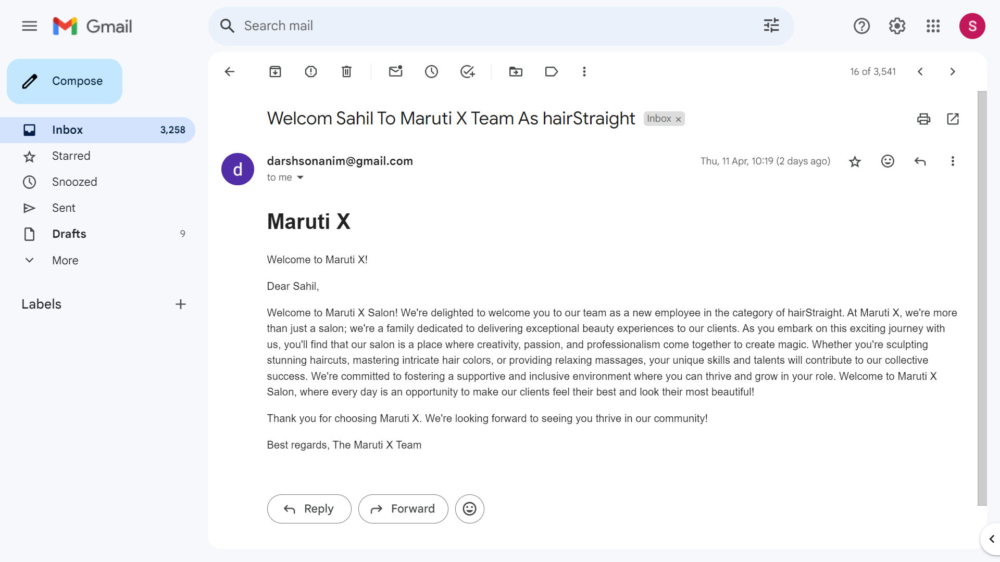 Gmail
Search mail
S
Compose
16 of 3,541
Inbox 3,258
Starred
Snoozed
Sent
Drafts 9
More
Labels
Welcom Sahil To Maruti X Team As hairStraight Inbox ×
d
darshsonanim@gmail.com Thu, 11 Apr, 10:19 (2 days ago)
to me
Maruti X
Welcome to Maruti X!
Dear Sahil,
Welcome to Maruti X Salon! We're delighted to welcome you to our team as a new employee in the category of hairStraight. At Maruti X, we're more
than just a salon; we're a family dedicated to delivering exceptional beauty experiences to our clients. As you embark on this exciting journey with
us, you'll find that our salon is a place where creativity, passion, and professionalism come together to create magic. Whether you're sculpting
stunning haircuts, mastering intricate hair colors, or providing relaxing massages, your unique skills and talents will contribute to our collective
success. We're committed to fostering a supportive and inclusive environment where you can thrive and grow in your role. Welcome to Maruti X
Salon, where every day is an opportunity to make our clients feel their best and look their most beautiful!
Thank you for choosing Maruti X. We're looking forward to seeing you thrive in our community!
Best regards, The Maruti X Team
Reply Forward